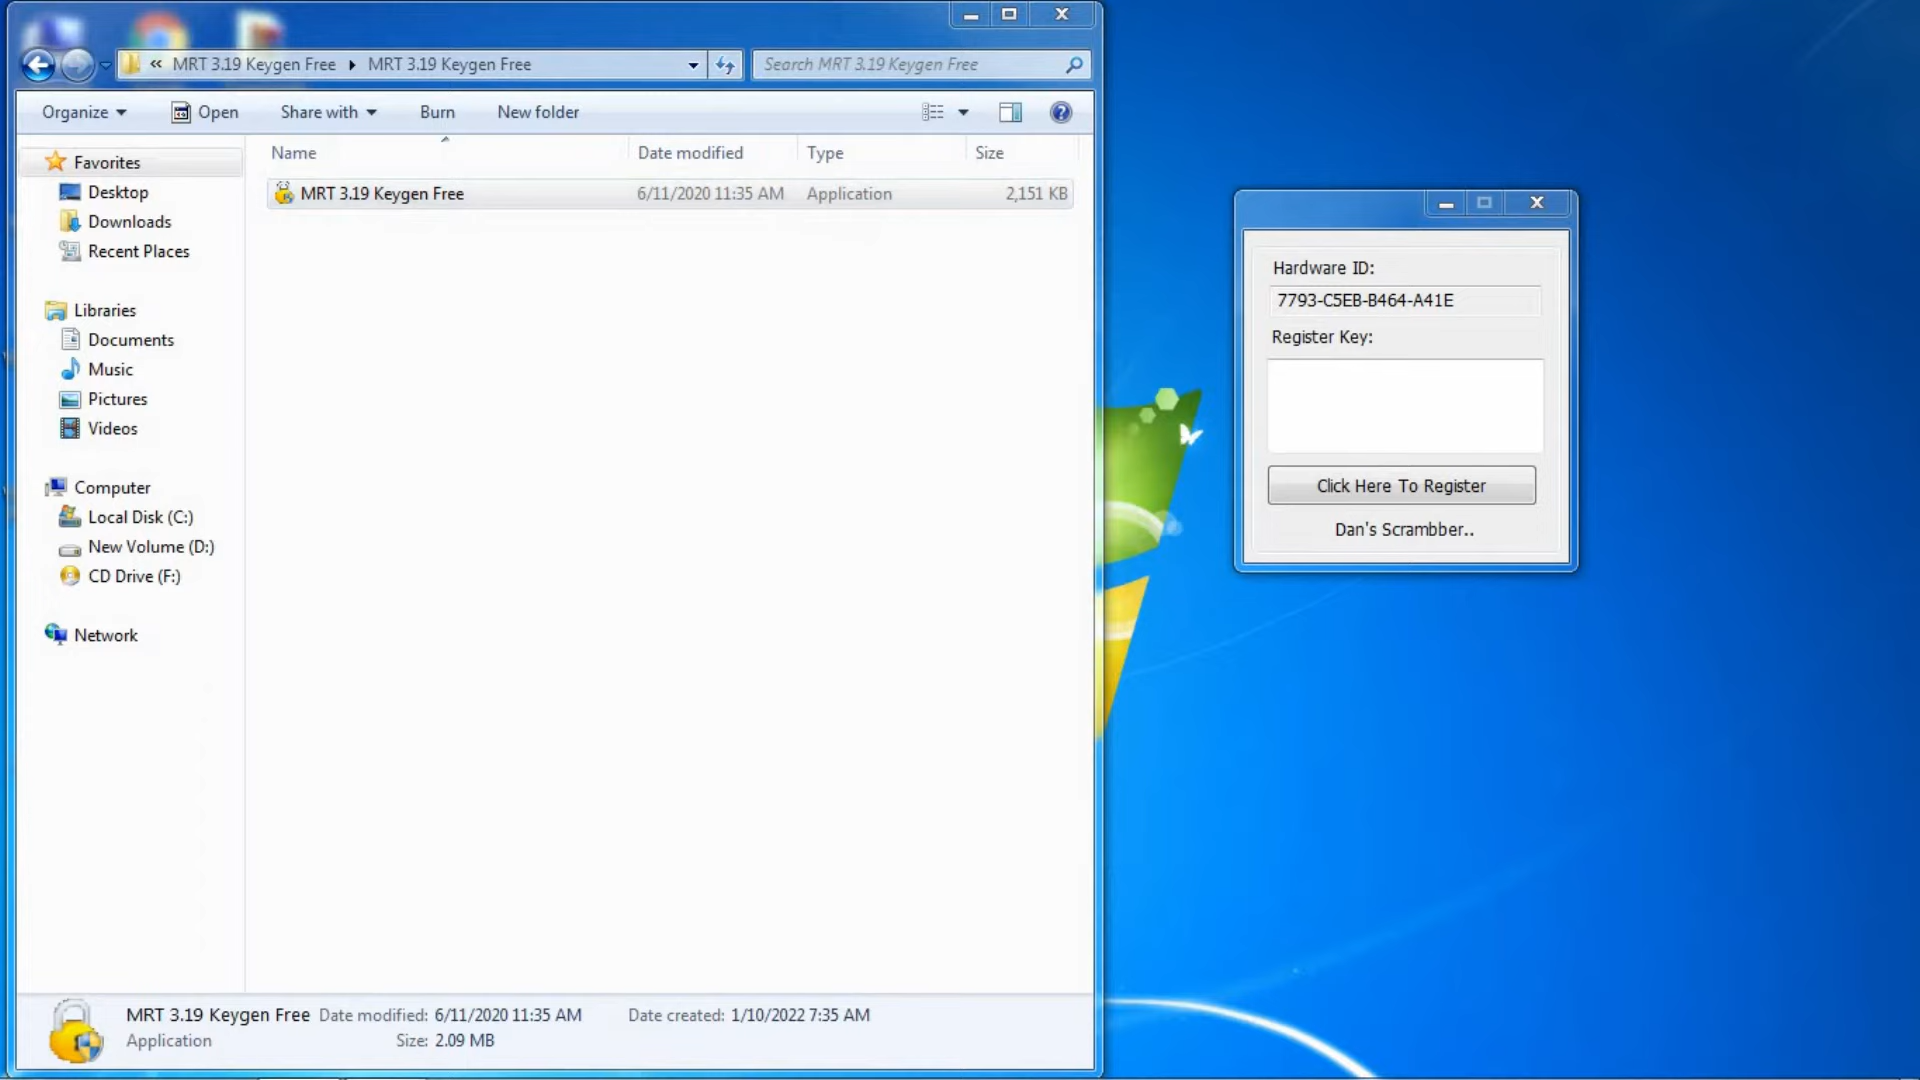 « MRT 3.19 Keygen Free ▸ MRT 3.19 Keygen Free
Search MRT 3.19 Keygen Free
Organize Open Share with Burn New folder
Name Date modified Type Size
MRT 3.19 Keygen Free 6/11/2020 11:35 AM Application 2,151 KB
Favorites
Desktop
Downloads
Recent Places
Libraries
Documents
Music
Pictures
Videos
Computer
Local Disk (C:)
New Volume (D:)
CD Drive (F:)
Network
MRT 3.19 Keygen Free Date modified: 6/11/2020 11:35 AM Date created: 1/10/2022 7:35 AM
Application Size: 2.09 MB
Hardware ID:
7793-C5EB-B464-A41E
Register Key:
Click Here To Register
Dan's Scrambber..